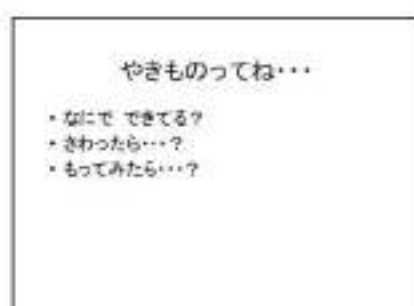 やきものってね・・・
・なにで できてる？
・さわったら・・・？
・もってみたら・・・？